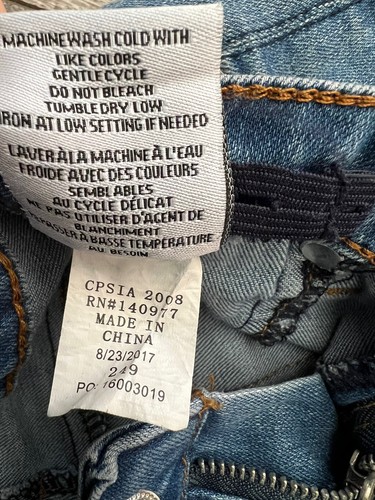 MACHINE WASH COLD WITH
LIKE COLORS
GENTLE CYCLE
DO NOT BLEACH
TUMBLE DRY LOW
IRON AT LOW SETTING IF NEEDED
LAVER À LA MACHINE À L'EAU
FROIDE AVEC DES COULEURS
SEMBLABLES
AU CYCLE DÉLICAT
NE PAS UTILISER D'AGENT DE
BLANCHIMENT
À BASSE TEMPÉRATURE
AU BESOIN
CPSIA 2008
RN#140977
MADE IN
CHINA
8/23/2017
249
PO: 16003019